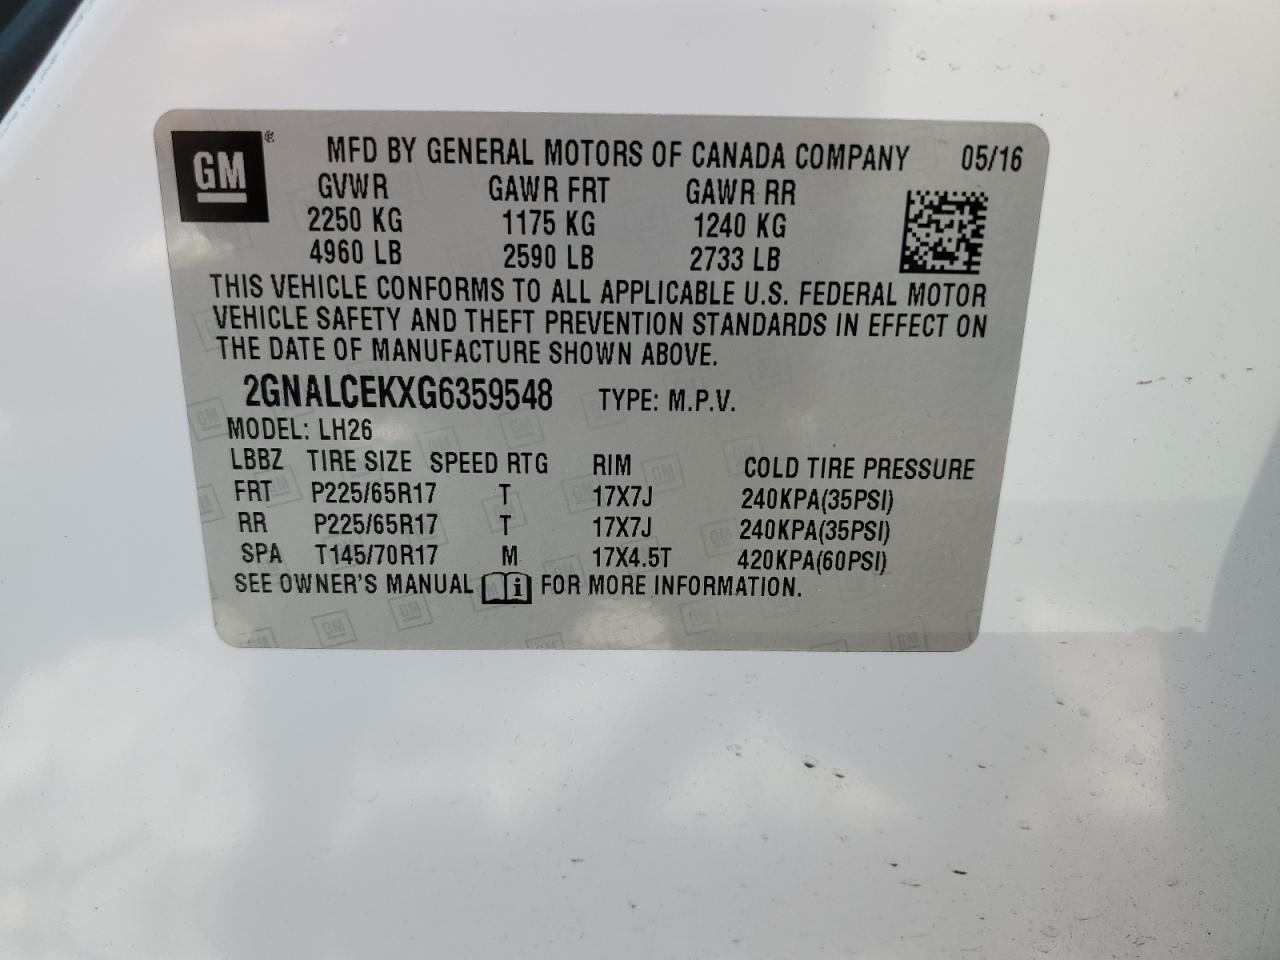 GM ® MFD BY GENERAL MOTORS OF CANADA COMPANY 05/16
GVWR GAWR FRT GAWR RR
2250 KG 1175 KG 1240 KG
4960 LB 2590 LB 2733 LB
THIS VEHICLE CONFORMS TO ALL APPLICABLE U.S. FEDERAL MOTOR
VEHICLE SAFETY AND THEFT PREVENTION STANDARDS IN EFFECT ON
THE DATE OF MANUFACTURE SHOWN ABOVE.
2GNALCEKXG6359548 TYPE: M.P.V.
MODEL: LH26
LBBZ TIRE SIZE SPEED RTG RIM COLD TIRE PRESSURE
FRT P225/65R17 T 17X7J 240KPA(35PSI)
RR P225/65R17 T 17X7J 240KPA(35PSI)
SPA T145/70R17 M 17X4.5T 420KPA(60PSI)
SEE OWNER'S MANUAL i FOR MORE INFORMATION.